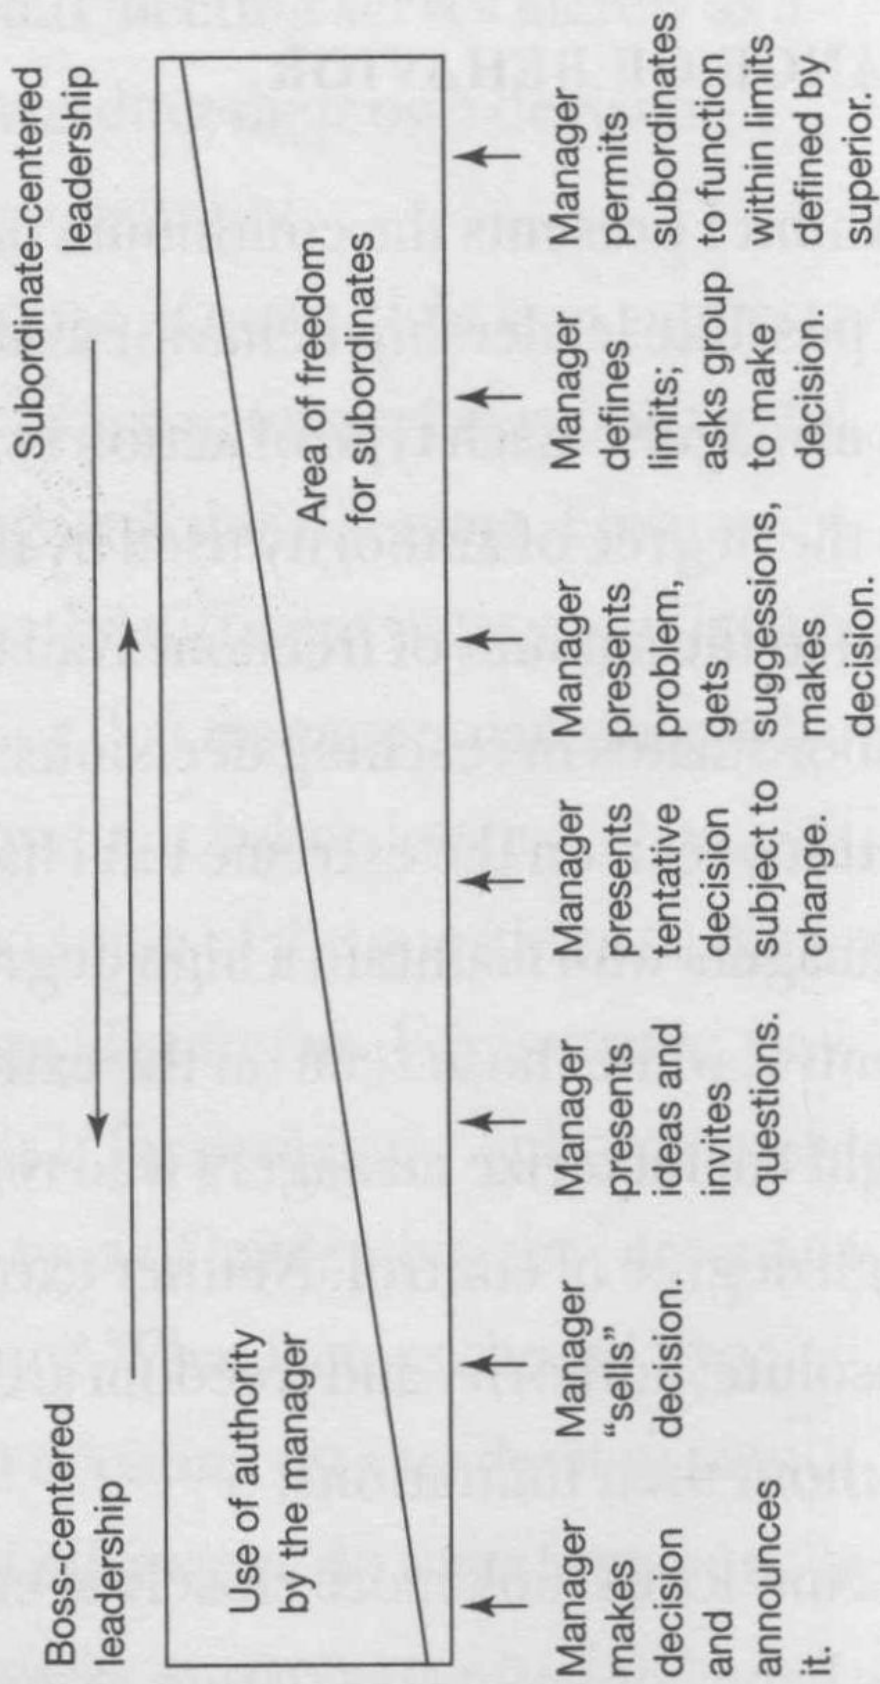 Boss-centered
leadership
Subordinate-centered
leadership
Use of authority
by the manager
Area of freedom
for subordinates
Manager
makes
decision
and
announces
it.
Manager
“sells”
decision.
Manager
presents
ideas and
invites
questions.
Manager
presents
tentative
decision
subject to
change.
Manager
presents
problem,
gets
suggestions,
makes
decision.
Manager
defines
limits;
asks group
to make
decision.
Manager
permits
subordinates
to function
within limits
defined by
superior.